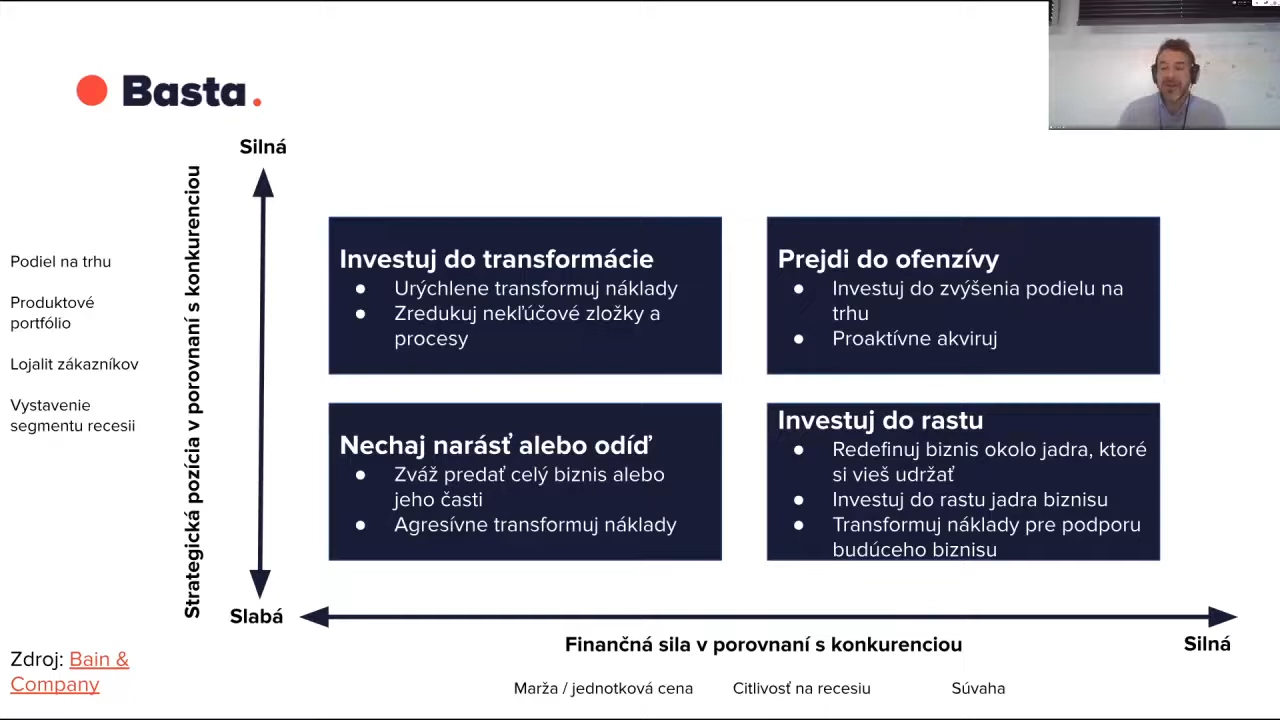 Basta.
Silná
Strategická pozícia v porovnaní s konkurenciou
Podiel na trhu
Produktové
portfólio
Lojalit zákazníkov
Vystavenie
segmentu recesii
Investuj do transformácie
● Urýchlene transformuj náklady
● Zredukuj nekľúčové zložky a
procesy
Prejdi do ofenzívy
● Investuj do zvýšenia podielu na
trhu
● Proaktívne akviruj
Nechaj narásť alebo odíď
● Zváž predať celý biznis alebo
jeho časti
● Agresívne transformuj náklady
Investuj do rastu
● Redefinuj biznis okolo jadra, ktoré
si vieš udržať
● Investuj do rastu jadra biznisu
● Transformuj náklady pre podporu
budúceho biznisu
Slabá
Finančná sila v porovnaní s konkurenciou
Silná
Marža / jednotková cena
Citlivosť na recesiu
Súvaha
Zdroj: Bain &
Company